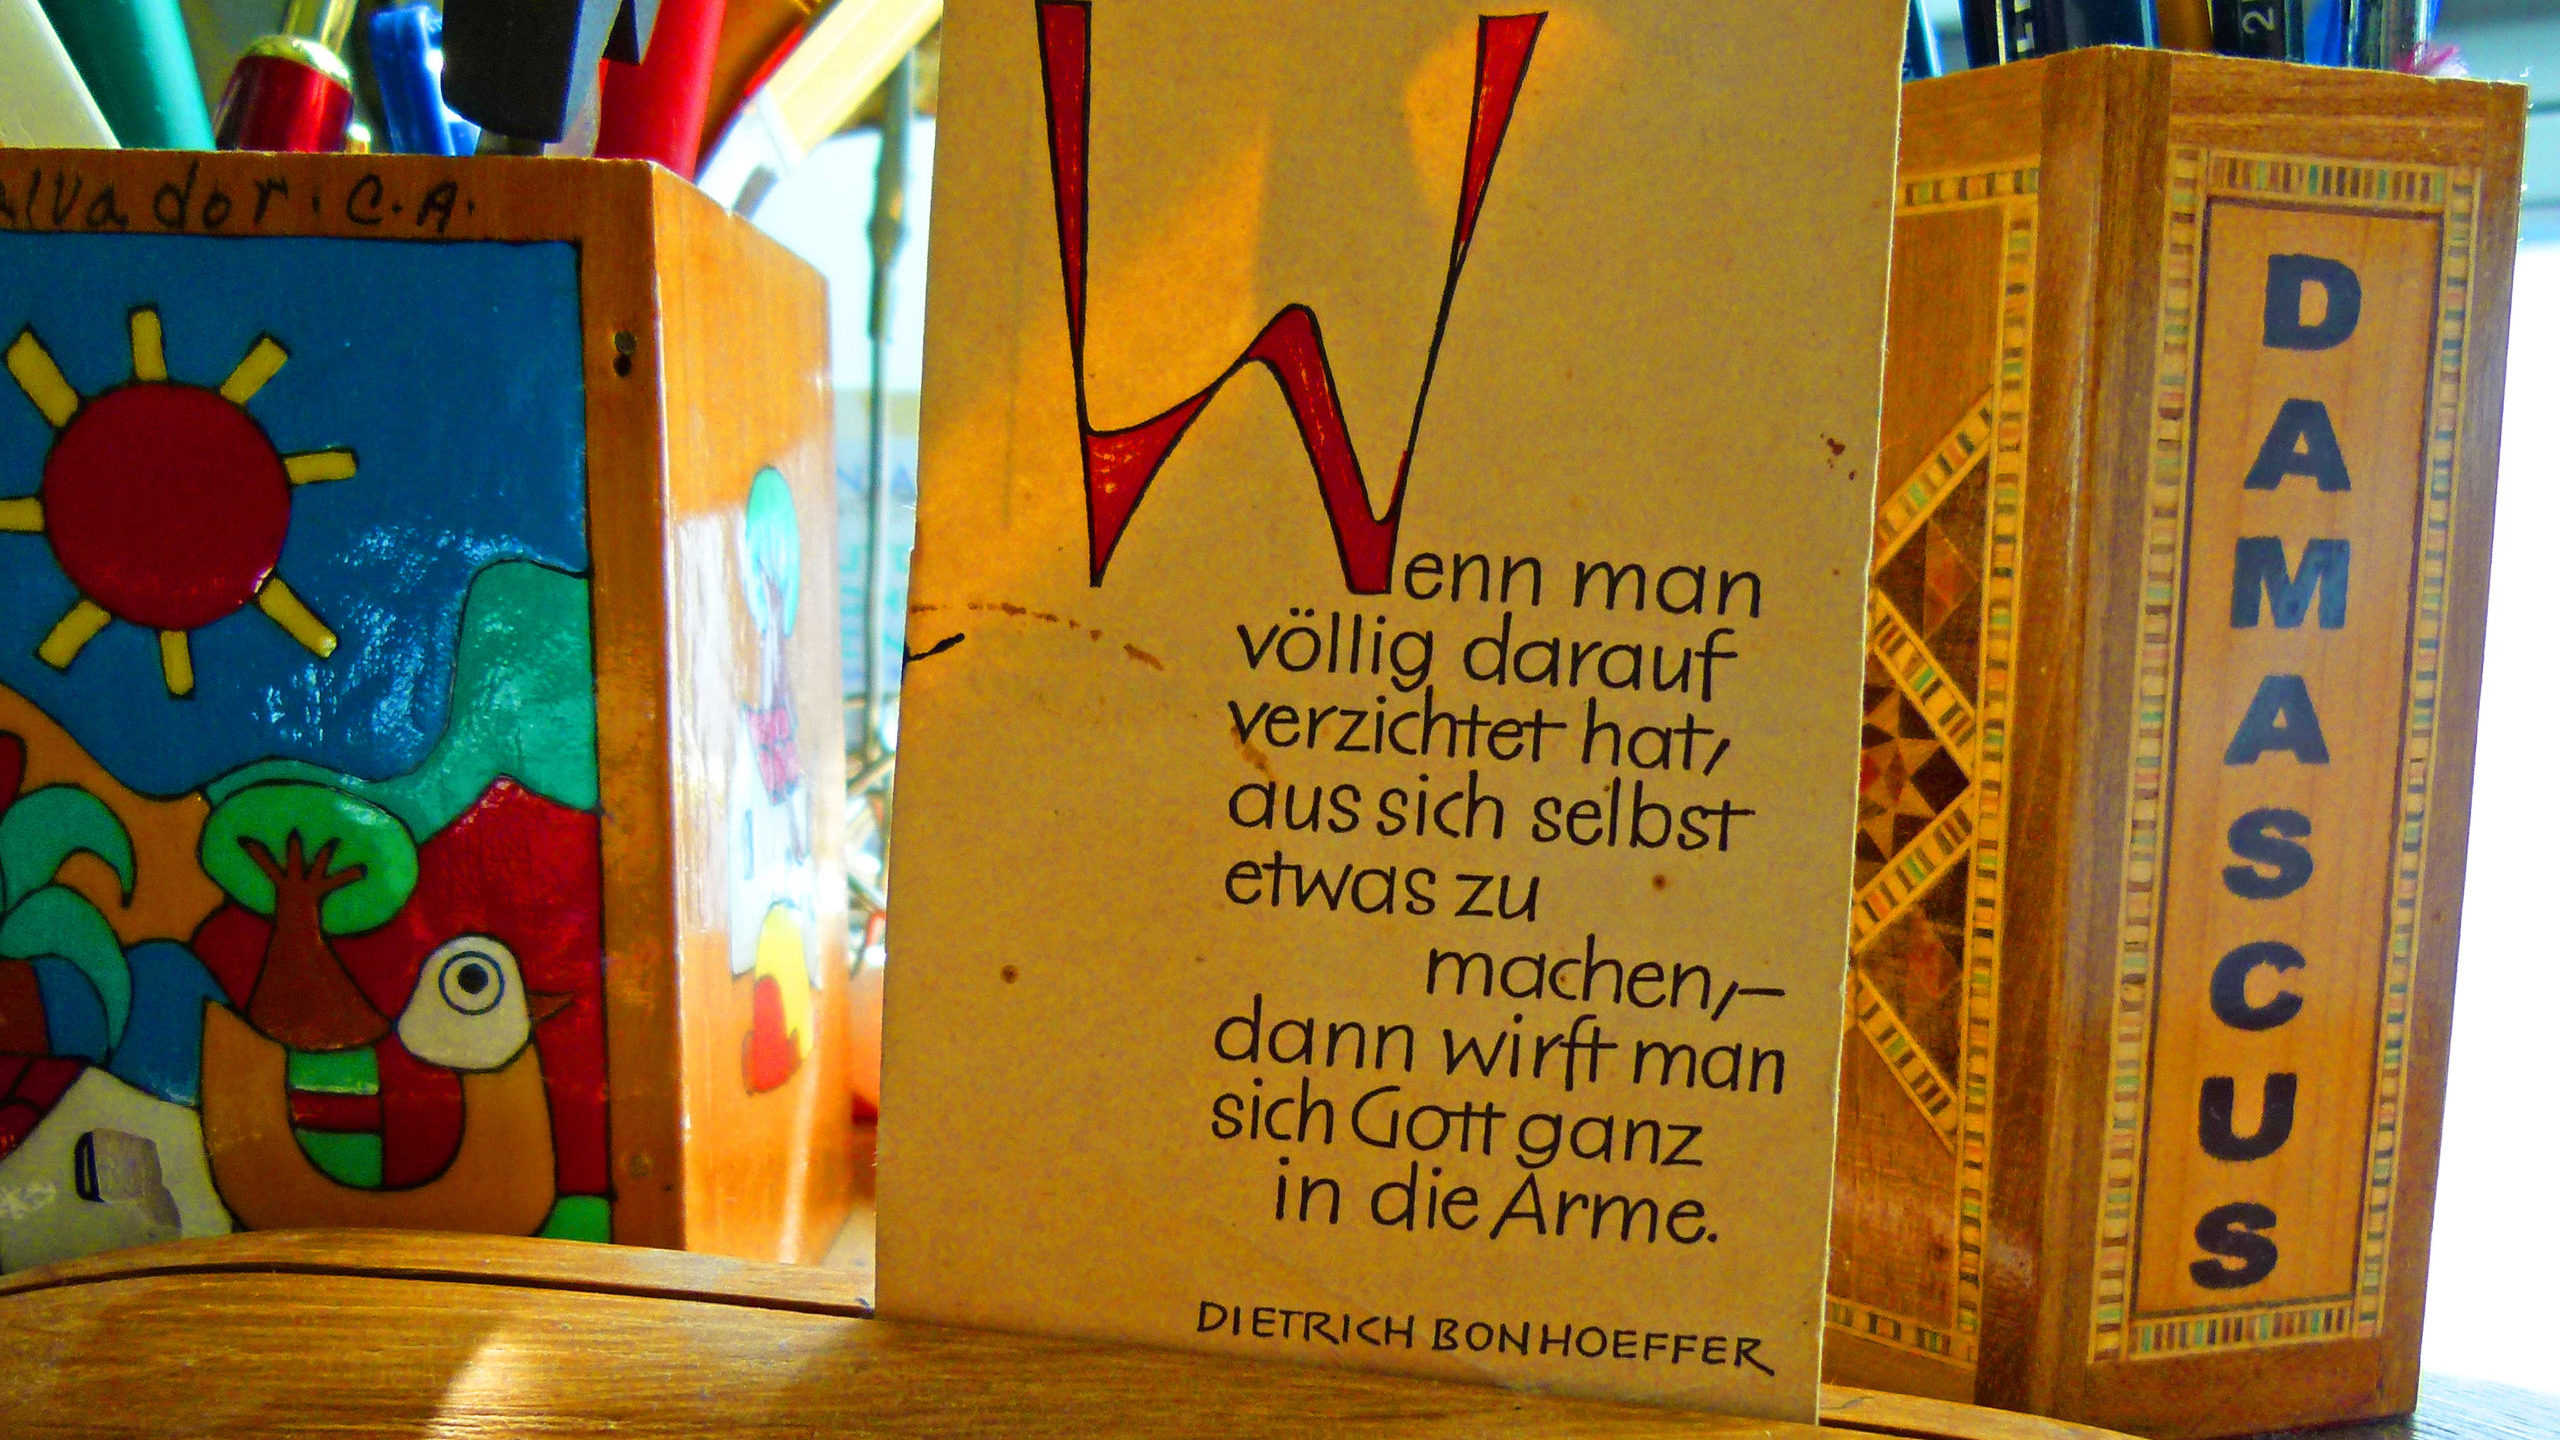 alvador. C.A.
Wenn man
völlig darauf
verzichtet hat,
aus sich selbst
etwas zu
machen,–
dann wirft man
sich Gott ganz
in die Arme.
DIETRICH BONHOEFFER
DAMASCUS